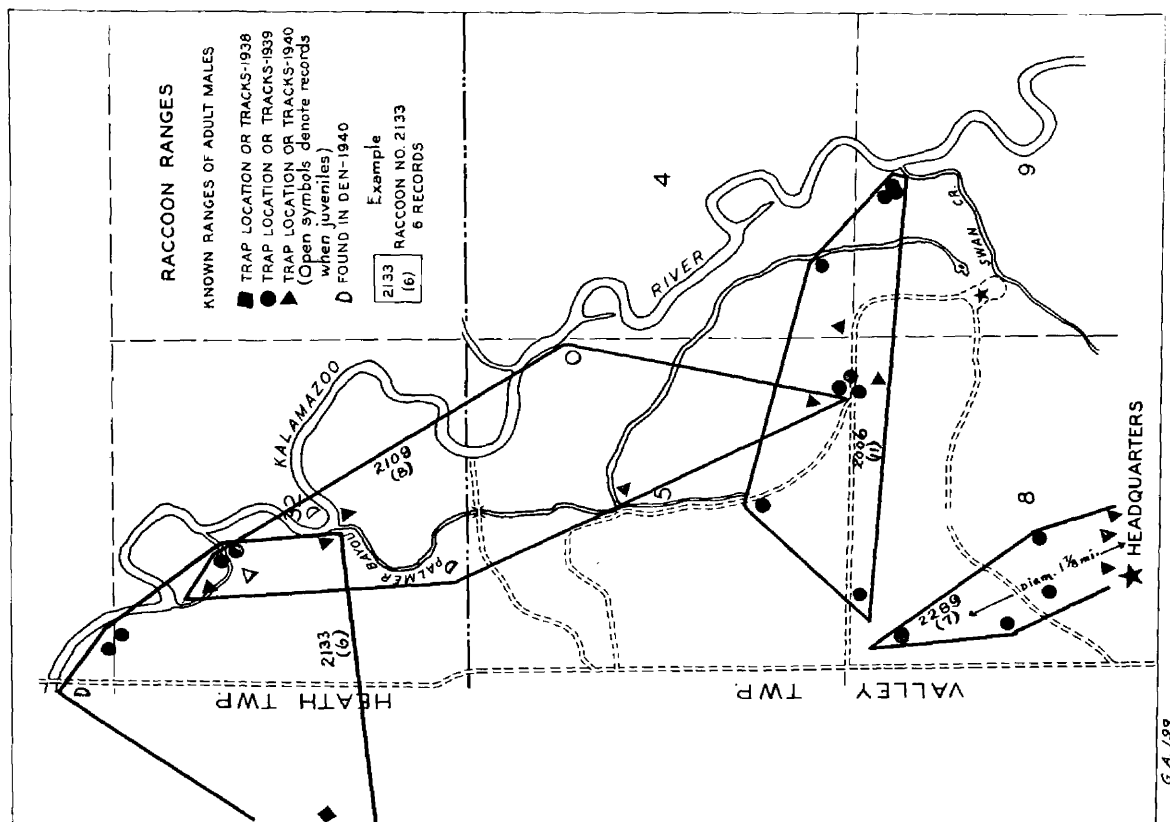 RACCOON RANGES
KNOWN RANGES OF ADULT MALES
TRAP LOCATION OR TRACKS-1938
TRAP LOCATION OR TRACKS-1939
TRAP LOCATION OR TRACKS-1940
(Open symbols denote records
when juveniles)
D FOUND IN DEN-1940
Example
2133
(6)
RACCOON NO. 2133
6 RECORDS
KALAMAZOO
RIVER
4
2109
(8)
D
D
PALMER BAYOU
D
2133
(6)
HEATH TWP.
5
2006
(11)
SWAN CR.
9
8
2289
(7)
Diam. 1 7/8 mi.
HEADQUARTERS
VALLEY TWP.